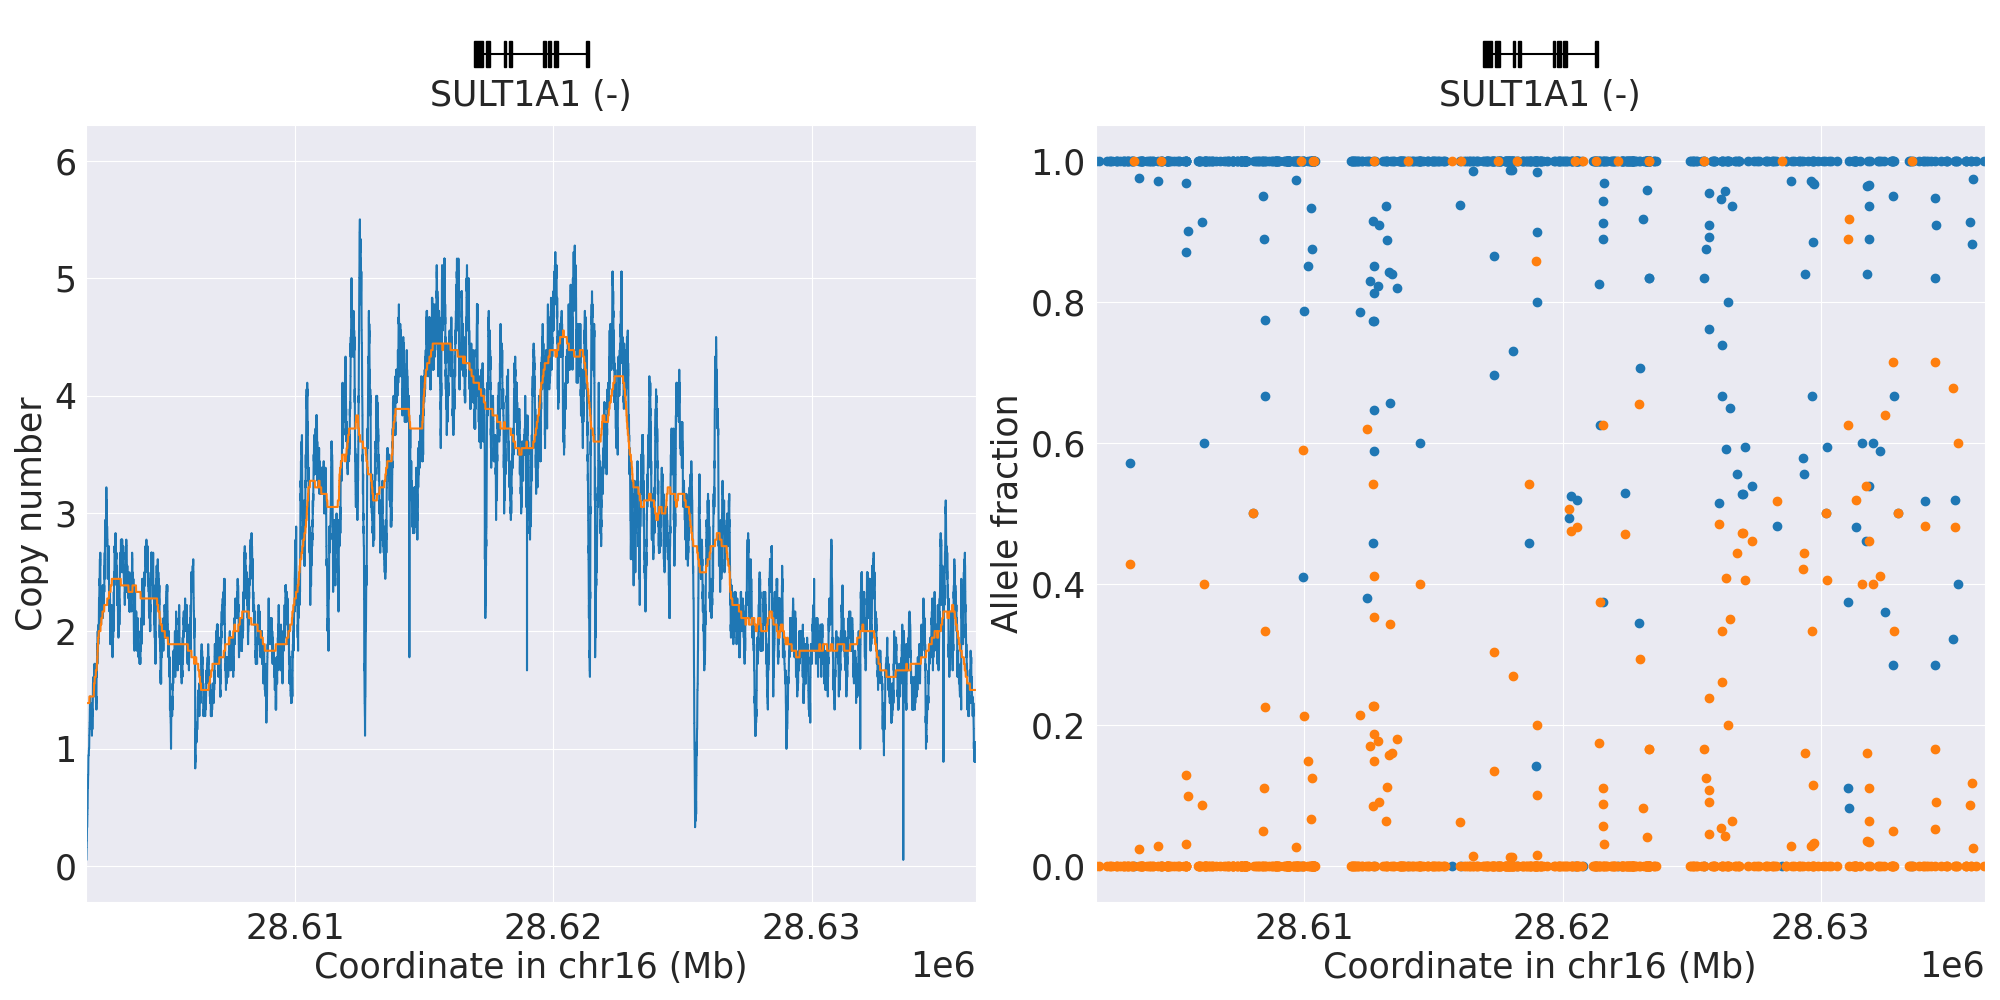 SULT1A1 (-)
6
5
4
3
2
1
0
Copy number
28.61
28.62
28.63
Coordinate in chr16 (Mb)
1e6
SULT1A1 (-)
1.0
0.8
0.6
0.4
0.2
0.0
Allele fraction
28.61
28.62
28.63
Coordinate in chr16 (Mb)
1e6